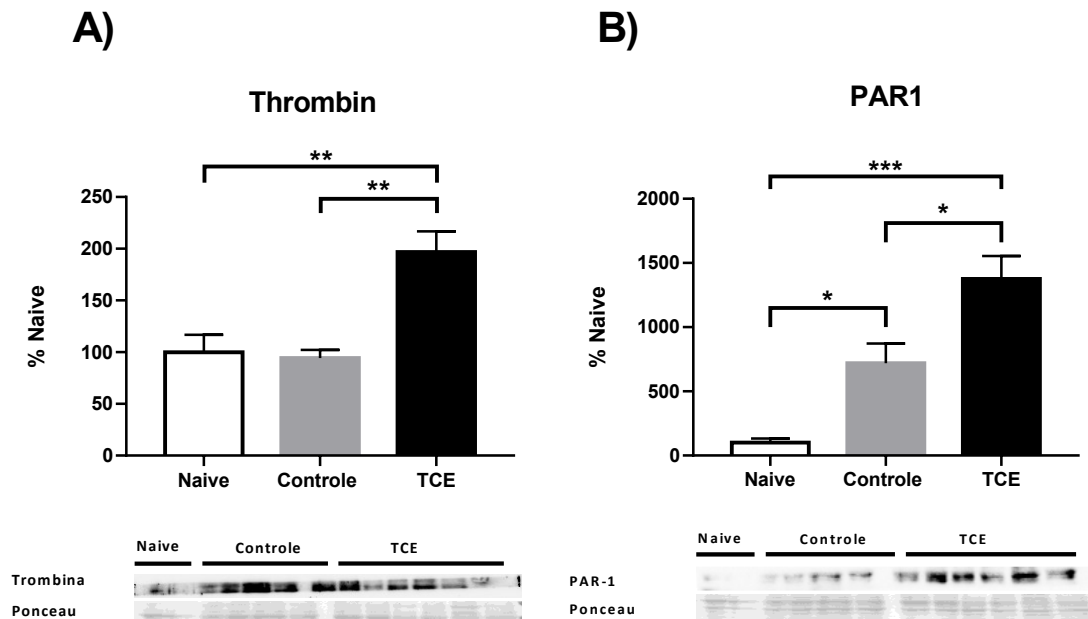 A)
Thrombin
**
**
250
200
150
100
50
0
% Naive
Naive Controle TCE
Naive Controle TCE
Trombina
Ponceau
B)
PAR1
***
*
*
2000
1500
1000
500
0
% Naive
Naive Controle TCE
Naive Controle TCE
PAR-1
Ponceau